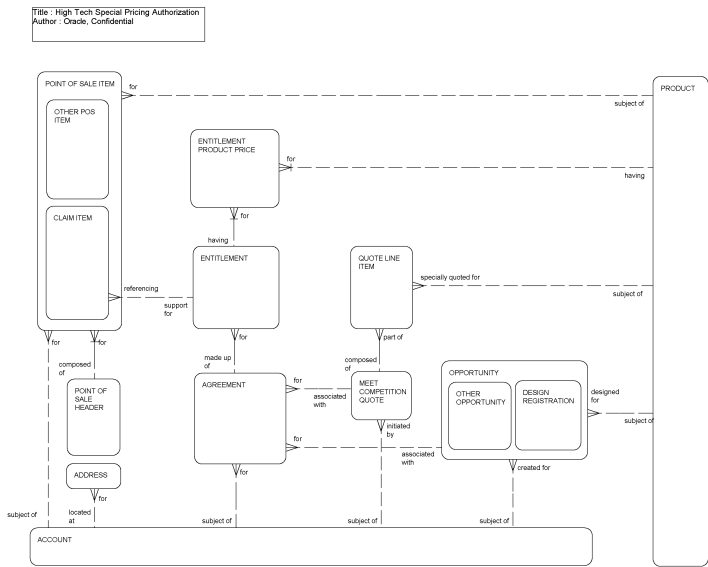 Title : High Tech Special Pricing Authorization
Author : Oracle, Confidential
POINT OF SALE ITEM
for
subject of
PRODUCT
OTHER POS
ITEM
ENTITLEMENT
PRODUCT PRICE
for
having
CLAIM ITEM
for
having
ENTITLEMENT
QUOTE LINE
ITEM
specially quoted for
subject of
referencing
support
for
for
for
for
part of
composed
of
made up
of
composed
of
POINT OF
SALE
HEADER
AGREEMENT
for
associated
with
MEET
COMPETITION
QUOTE
OPPORTUNITY
OTHER
OPPORTUNITY
DESIGN
REGISTRATION
designed
for
subject of
initiated
by
for
associated
with
ADDRESS
for
created for
for
subject of
located
at
subject of
subject of
subject of
ACCOUNT